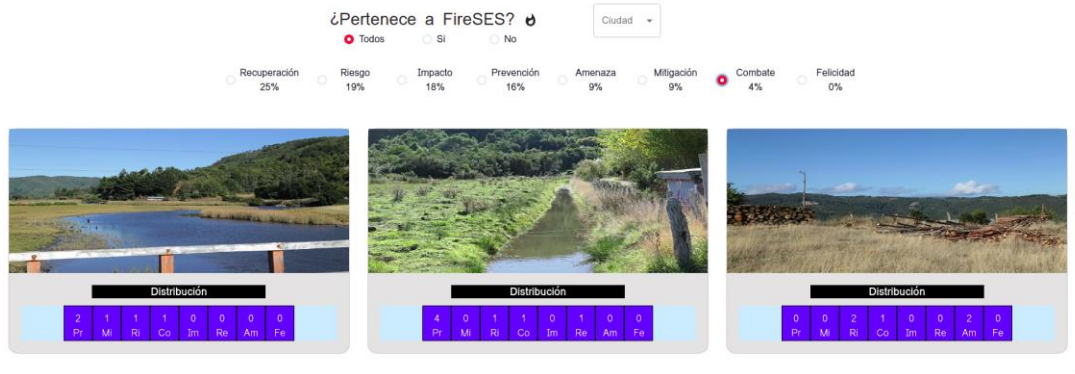 ¿Pertenece a FireSES?
Ciudad
Todos Si No
Recuperación Riesgo Impacto Prevención Amenaza Mitigación Combate Felicidad
25% 19% 18% 16% 9% 9% 4% 0%
Distribución Distribución Distribución
2 1 1 1 0 0 0 0 4 0 1 1 0 1 0 0 0 0 2 1 0 0 2 0
Pr Mi Ri Co Im Re Am Fe Pr Mi Ri Co Im Re Am Fe Pr Mi Ri Co Im Re Am Fe